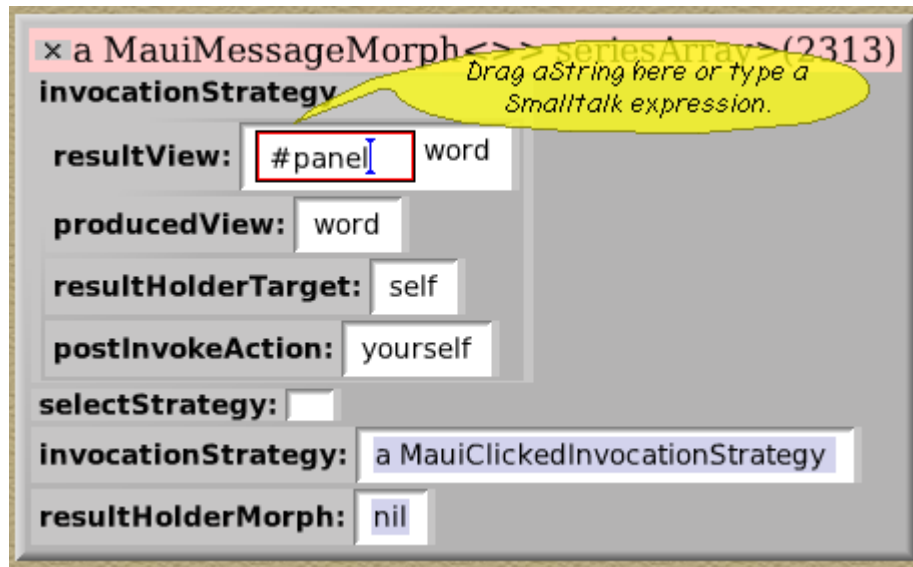 × a MauiMessageMorph<>> seriesArray>(2313)
Drag aString here or type a
Smalltalk expression.
invocationStrategy
resultView: #panel word
producedView: word
resultHolderTarget: self
postInvokeAction: yourself
selectStrategy:
invocationStrategy: a MauiClickedInvocationStrategy
resultHolderMorph: nil